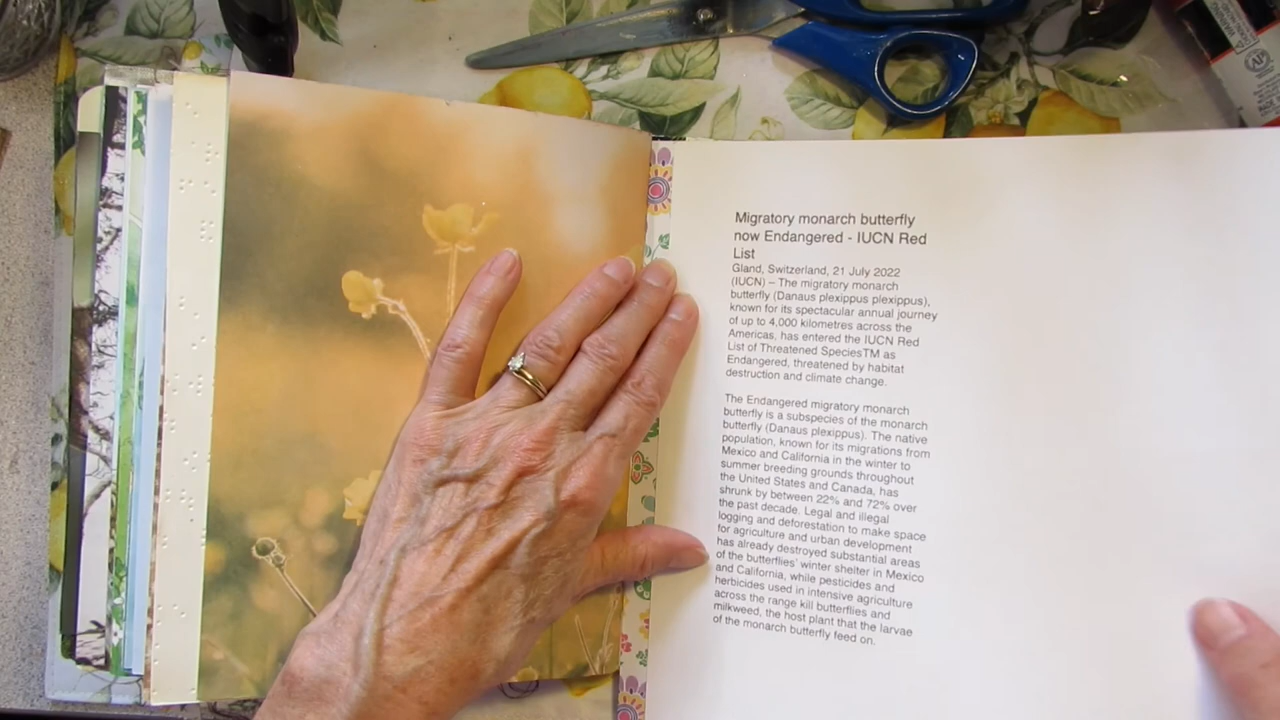 Migratory monarch butterfly
now Endangered - IUCN Red
List
Gland, Switzerland, 21 July 2022
(IUCN) – The migratory monarch
butterfly (Danaus plexippus plexippus),
known for its spectacular annual journey
of up to 4,000 kilometres across the
Americas, has entered the IUCN Red
List of Threatened SpeciesTM as
Endangered, threatened by habitat
destruction and climate change.
The Endangered migratory monarch
butterfly is a subspecies of the monarch
butterfly (Danaus plexippus). The native
population, known for its migrations from
Mexico and California in the winter to
summer breeding grounds throughout
the United States and Canada, has
shrunk by between 22% and 72% over
the past decade. Legal and illegal
logging and deforestation to make space
for agriculture and urban development
has already destroyed substantial areas
of the butterflies' winter shelter in Mexico
and California, while pesticides and
herbicides used in intensive agriculture
across the range kill butterflies and
milkweed, the host plant that the larvae
of the monarch butterfly feed on.
AP